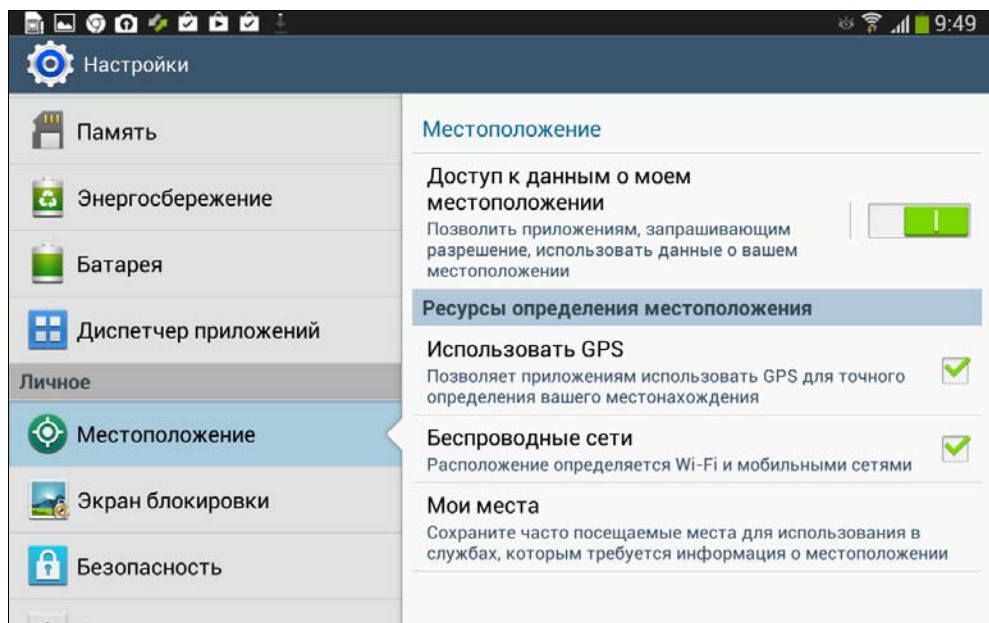 9:49
Настройки
Память
Энергосбережение
Батарея
Диспетчер приложений
Личное
Местоположение
Экран блокировки
Безопасность
Местоположение
Доступ к данным о моем
местоположении
Позволить приложениям, запрашивающим
разрешение, использовать данные о вашем
местоположении
Ресурсы определения местоположения
Использовать GPS
Позволяет приложениям использовать GPS для точного
определения вашего местонахождения
Беспроводные сети
Расположение определяется Wi-Fi и мобильными сетями
Мои места
Сохраните часто посещаемые места для использования в
службах, которым требуется информация о местоположении